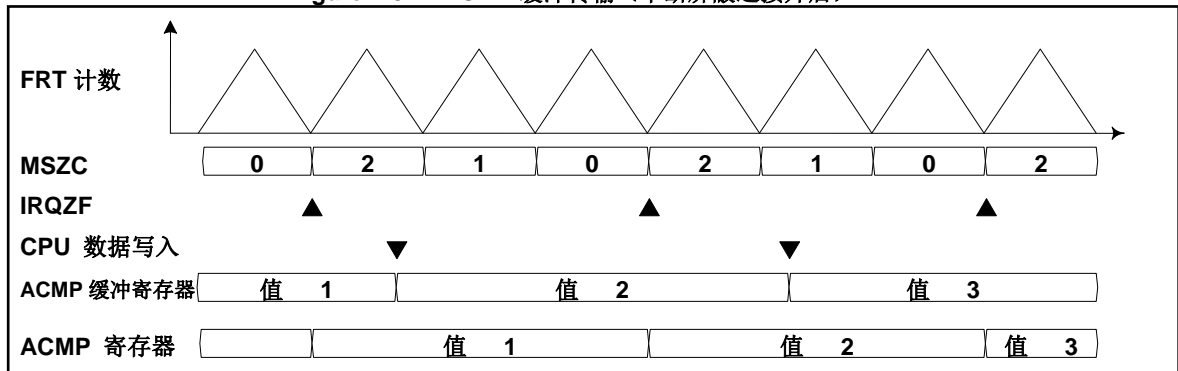 FRT 计数
MSZC 0 2 1 0 2 1 0 2
IRQZF
CPU 数据写入
ACMP 缓冲寄存器 值 1 值 2 值 3
ACMP 寄存器 值 1 值 2 值 3